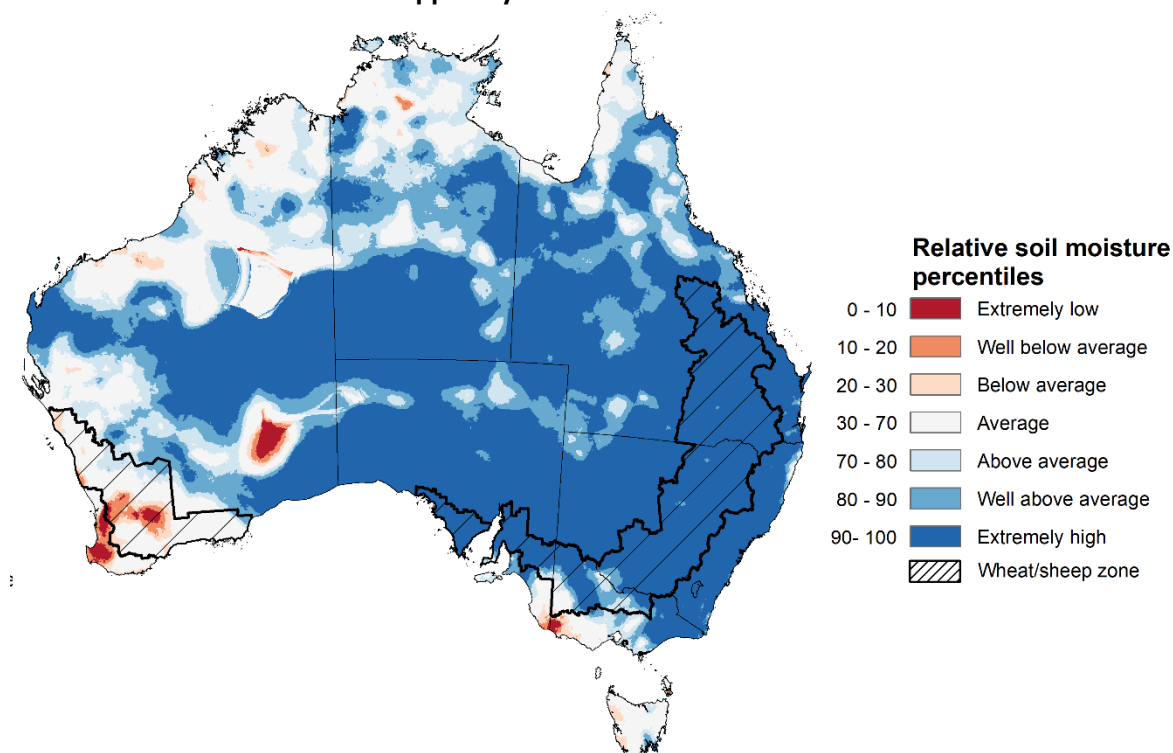 Relative soil moisture
percentiles
0 - 10 Extremely low
10 - 20 Well below average
20 - 30 Below average
30 - 70 Average
70 - 80 Above average
80 - 90 Well above average
90- 100 Extremely high
Wheat/sheep zone